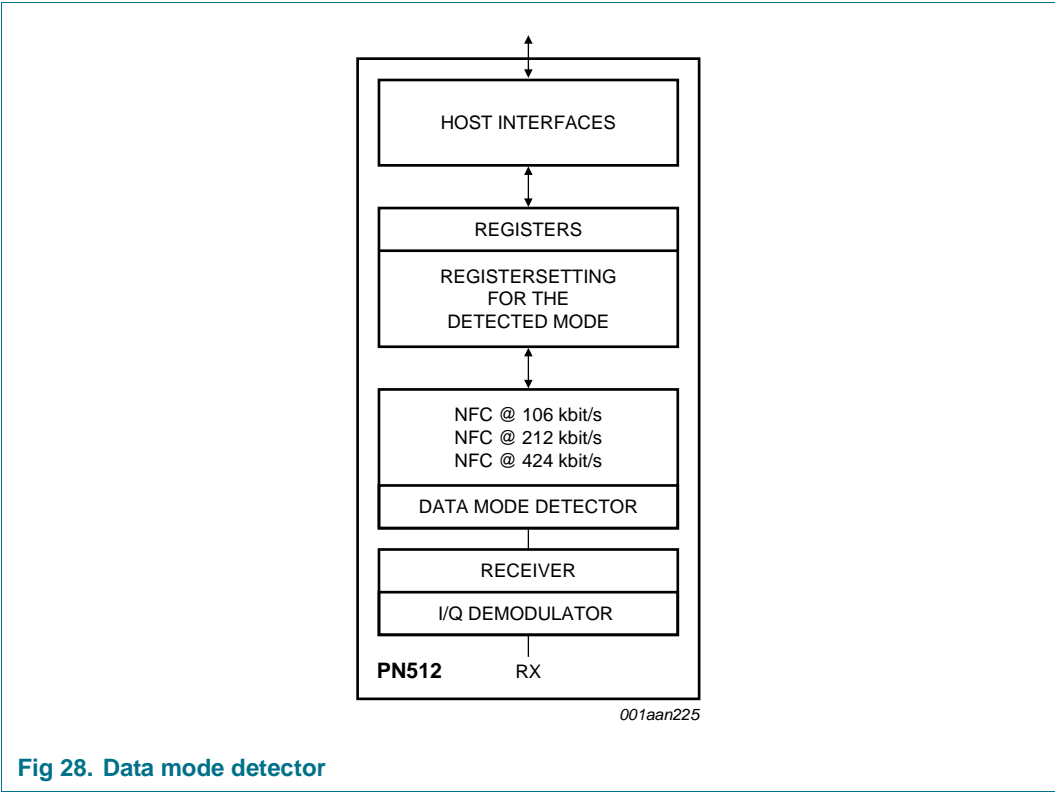 HOST INTERFACES
REGISTERS
REGISTERSETTING
FOR THE
DETECTED MODE
NFC @ 106 kbit/s
NFC @ 212 kbit/s
NFC @ 424 kbit/s
DATA MODE DETECTOR
RECEIVER
I/Q DEMODULATOR
PN512 RX
001aan225
Fig 28. Data mode detector